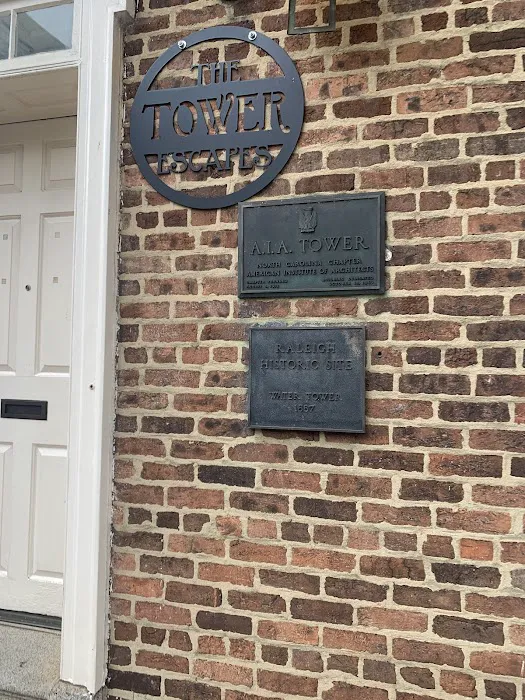 THE
TOWER
ESCAPES
A.I.A. TOWER
NORTH CAROLINA CHAPTER
AMERICAN INSTITUTE OF ARCHITECTS
RALEIGH
HISTORIC SITE
WATER TOWER
1887